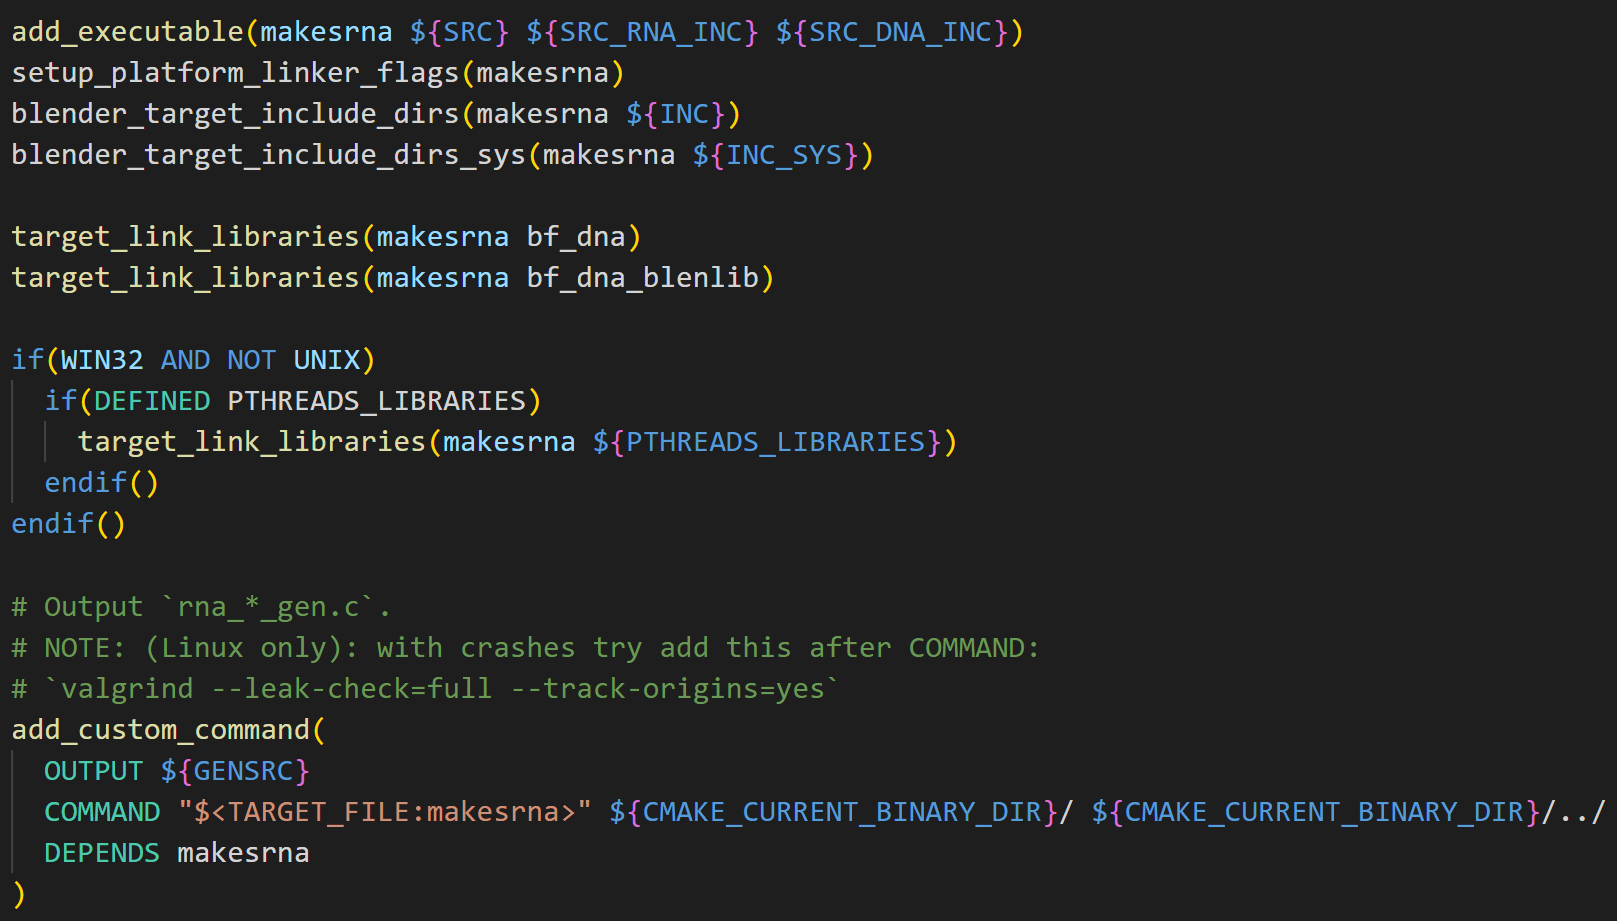 add_executable(makesrna ${SRC} ${SRC_RNA_INC} ${SRC_DNA_INC})
setup_platform_linker_flags(makesrna)
blender_target_include_dirs(makesrna ${INC})
blender_target_include_dirs_sys(makesrna ${INC_SYS})

target_link_libraries(makesrna bf_dna)
target_link_libraries(makesrna bf_dna_blenlib)

if(WIN32 AND NOT UNIX)
  if(DEFINED PTHREADS_LIBRARIES)
    target_link_libraries(makesrna ${PTHREADS_LIBRARIES})
  endif()
endif()

# Output `rna_*_gen.c`.
# NOTE: (Linux only): with crashes try add this after COMMAND:
# `valgrind --leak-check=full --track-origins=yes`
add_custom_command(
  OUTPUT ${GENSRC}
  COMMAND "$<TARGET_FILE:makesrna>" ${CMAKE_CURRENT_BINARY_DIR}/ ${CMAKE_CURRENT_BINARY_DIR}/../
  DEPENDS makesrna
)